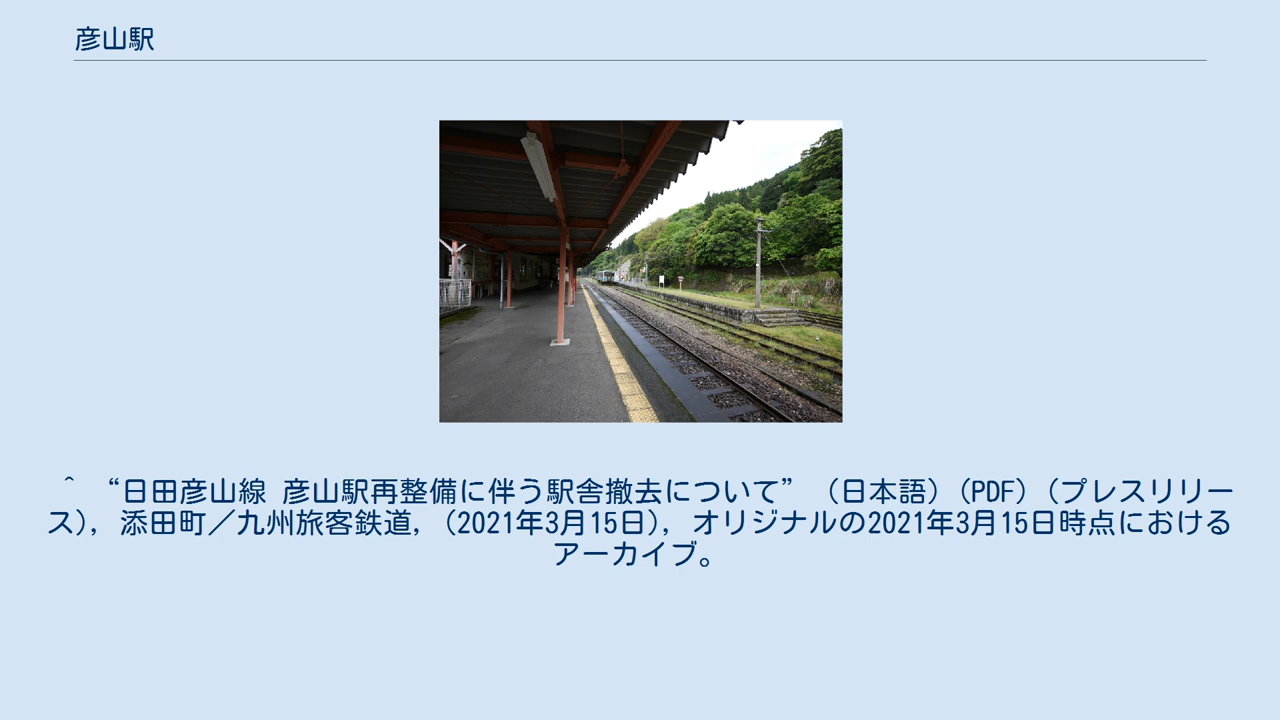 彦山駅
^ “日田彦山線 彦山駅再整備に伴う駅舎撤去について” (日本語) (PDF) (プレスリリー
ス), 添田町／九州旅客鉄道, (2021年3月15日), オリジナルの2021年3月15日時点における
アーカイブ。